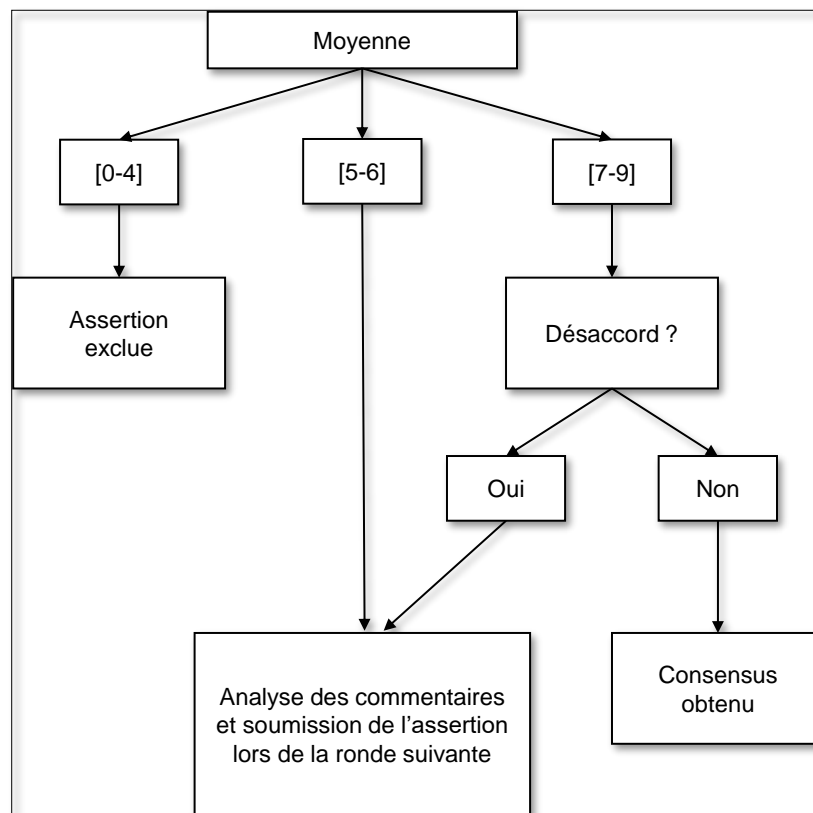 Moyenne
[0-4]
[5-6]
[7-9]
Assertion
exclue
Désaccord ?
Oui
Non
Analyse des commentaires
et soumission de l’assertion
lors de la ronde suivante
Consensus
obtenu